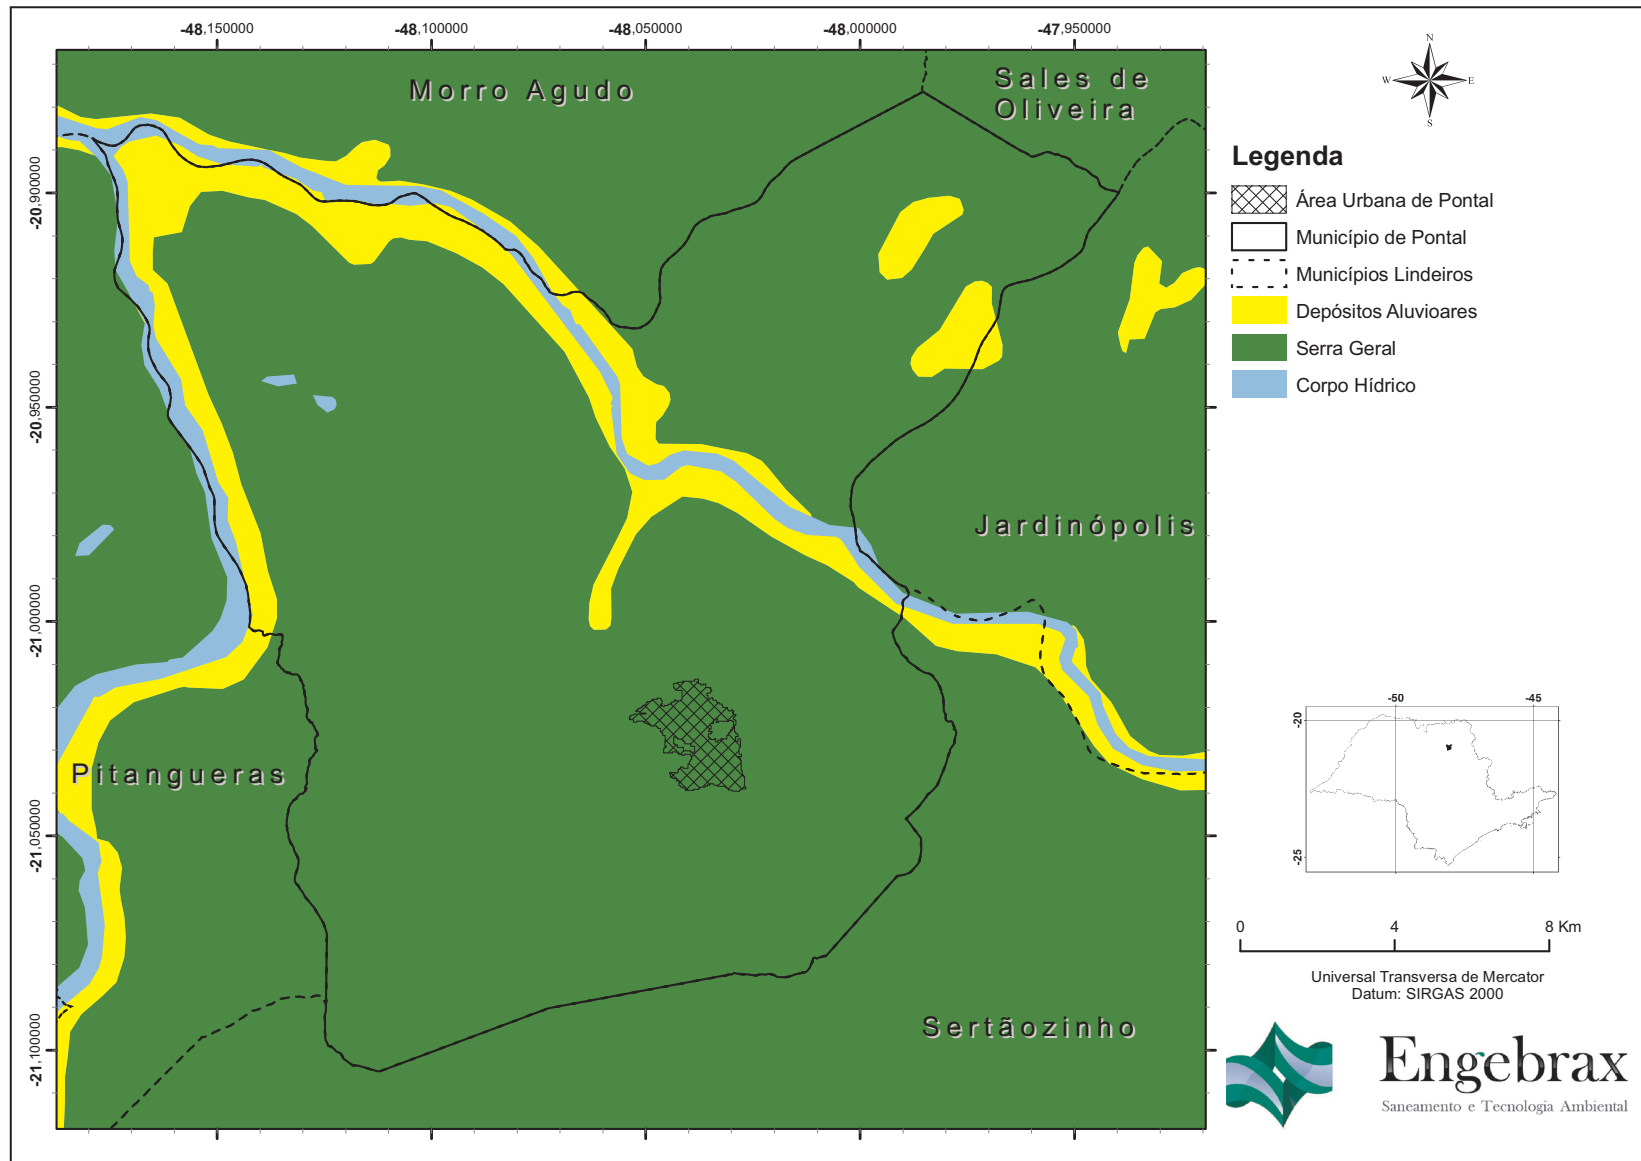 -48,150000
-48,100000
-48,050000
-48,000000
-47,950000
-20,900000
-20,950000
-21,000000
-21,050000
-21,100000
Morro Agudo
Sales de
Oliveira
Jardinópolis
Pitangueras
Sertãozinho
N
W
E
S
Legenda
Área Urbana de Pontal
Município de Pontal
Municípios Lindeiros
Depósitos Aluvioares
Serra Geral
Corpo Hídrico
-50
-45
-20
-25
0
4
8 Km
Universal Transversa de Mercator
Datum: SIRGAS 2000
Engebrax
Saneamento e Tecnologia Ambiental